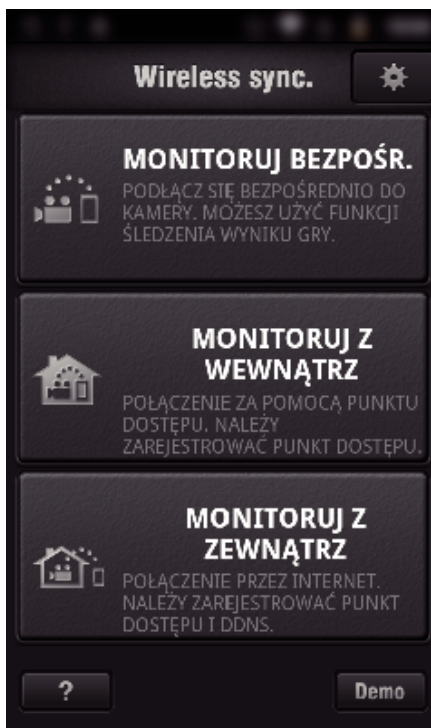 Wireless sync.
MONITORUJ BEZPOŚR.
PODŁĄCZ SIĘ BEZPOŚREDNIO DO
KAMERY. MOŻESZ UŻYĆ FUNKCJI
ŚLEDZENIA WYNIKU GRY.
MONITORUJ Z
WEWNĄTRZ
POŁĄCZENIE ZA POMOCĄ PUNKTU
DOSTĘPU. NALEŻY
ZAREJESTROWAĆ PUNKT DOSTĘPU.
MONITORUJ Z
ZEWNĄTRZ
POŁĄCZENIE PRZEZ INTERNET.
NALEŻY ZAREJESTROWAĆ PUNKT
DOSTĘPU I DDNS.
?
Demo